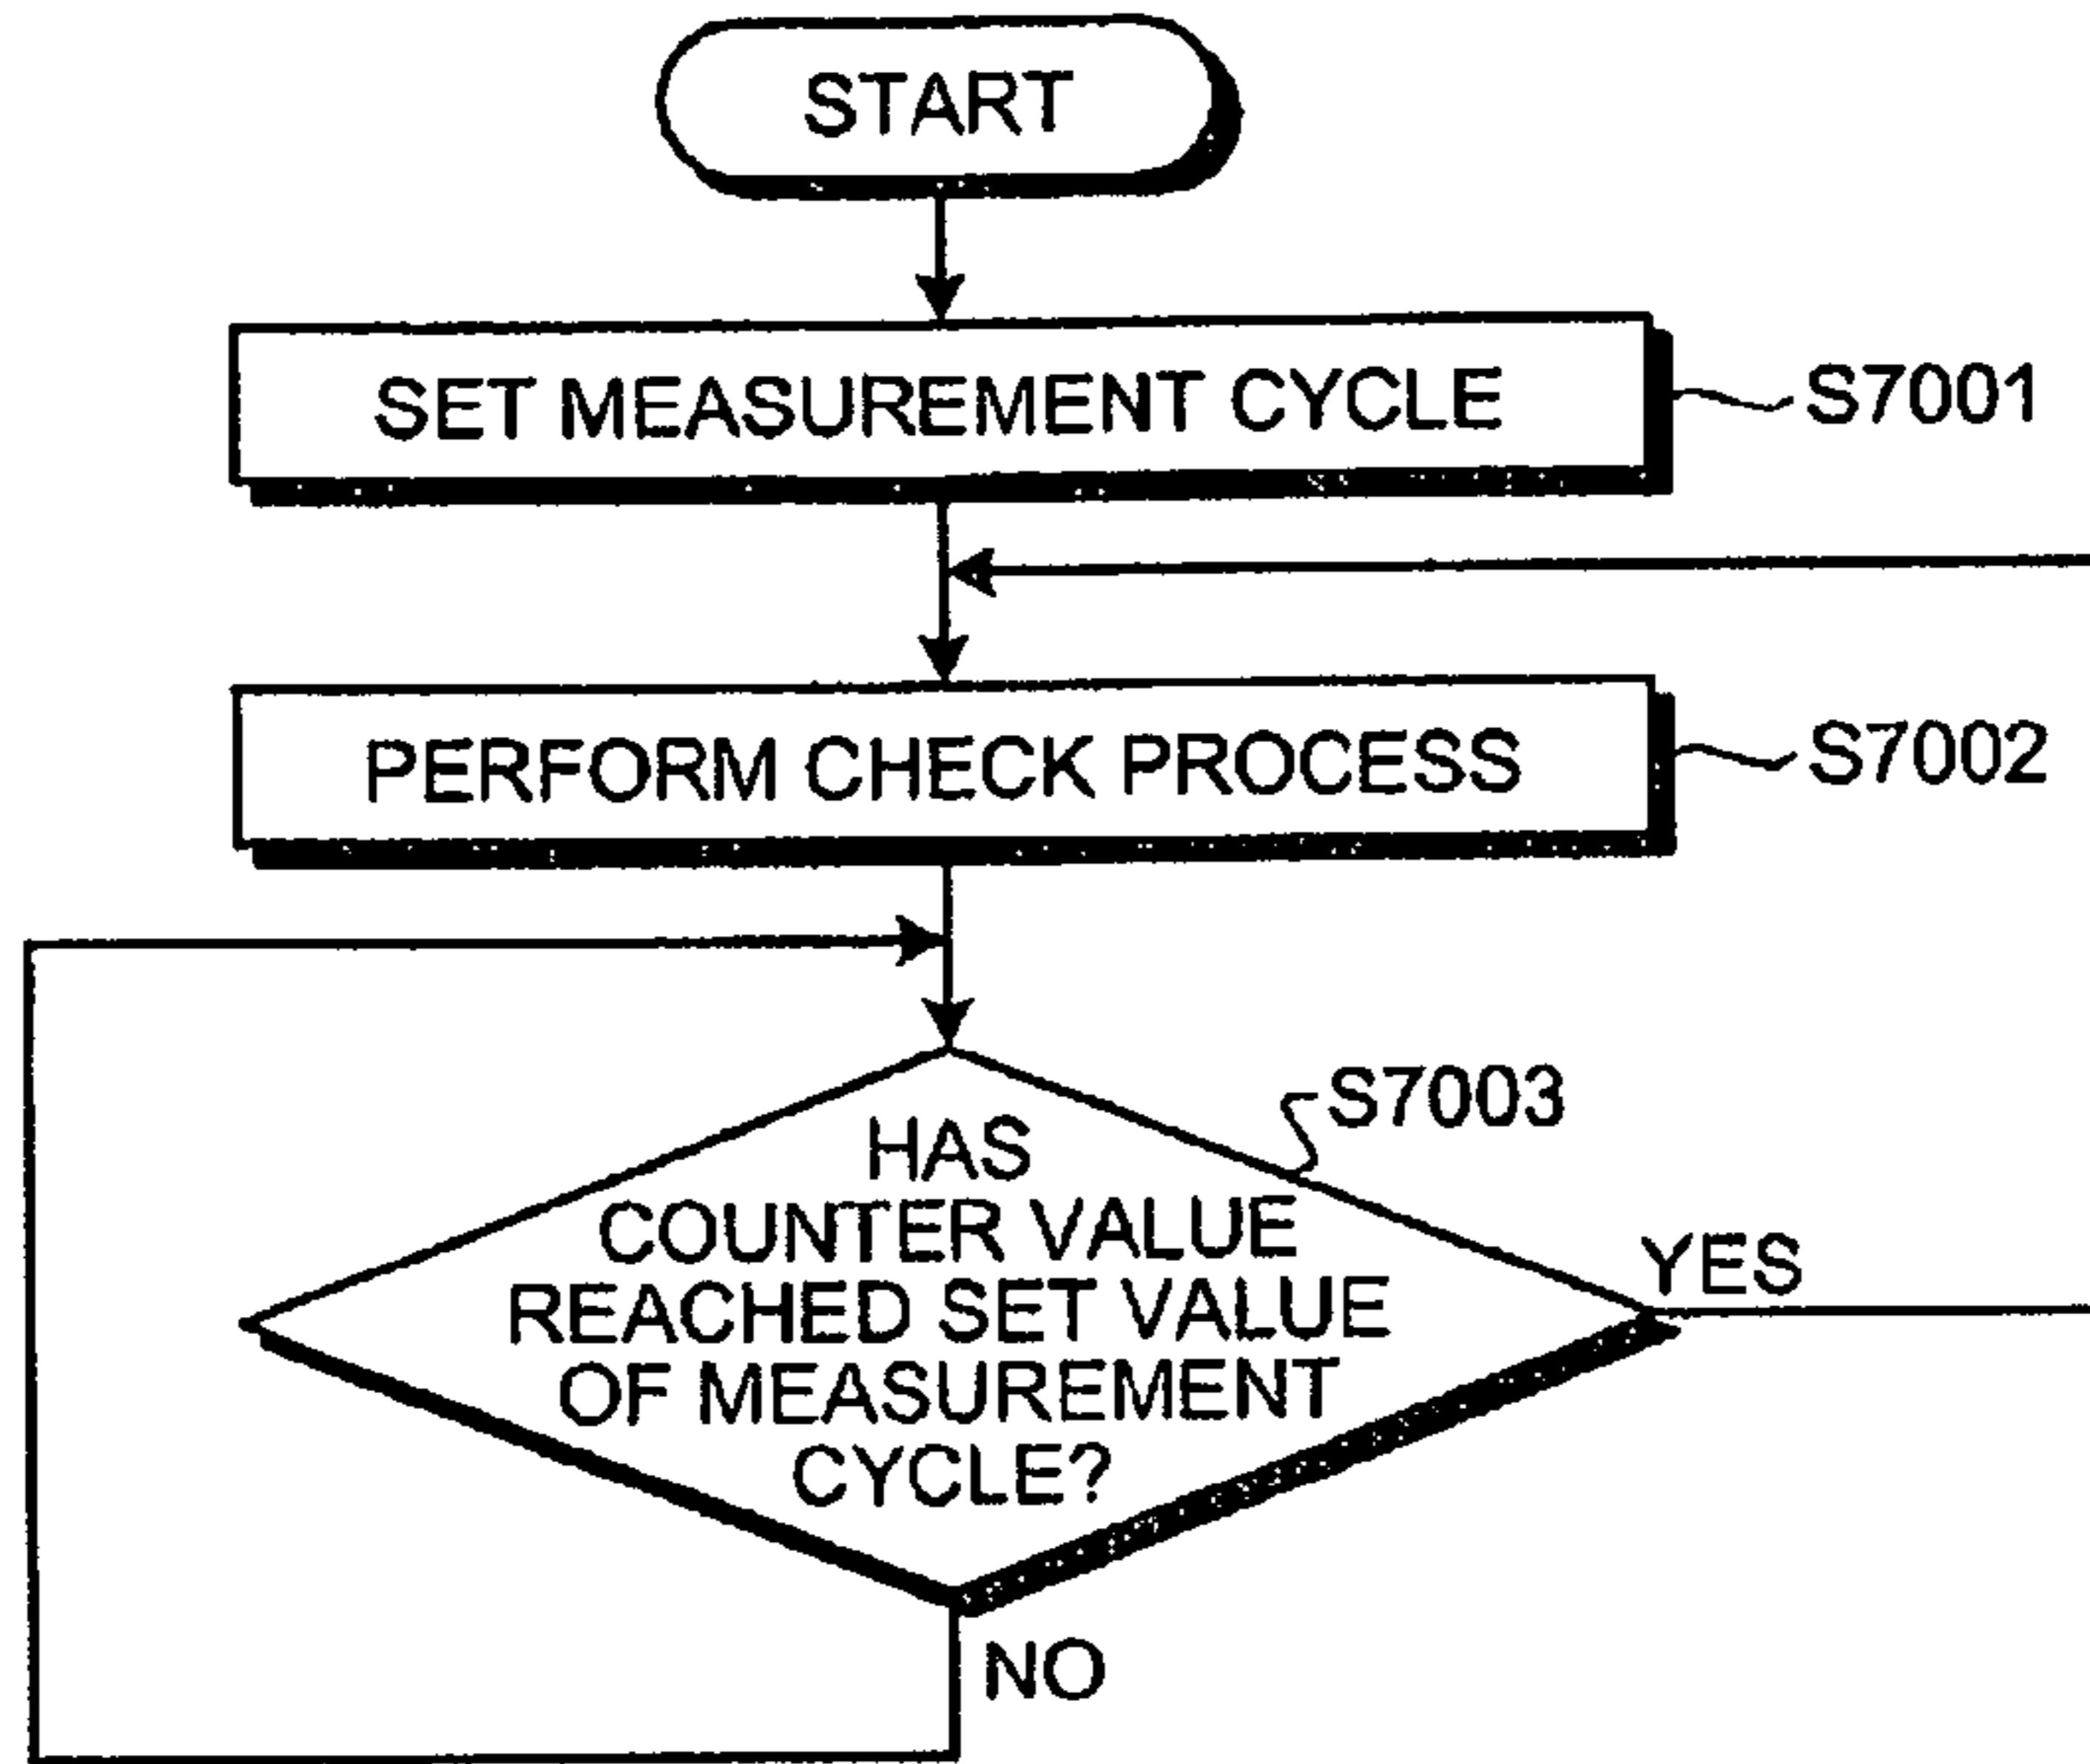 START
SET MEASUREMENT CYCLE
S7001
PERFORM CHECK PROCESS
S7002
S7003
HAS
COUNTER VALUE
REACHED SET VALUE
OF MEASUREMENT
CYCLE?
YES
NO